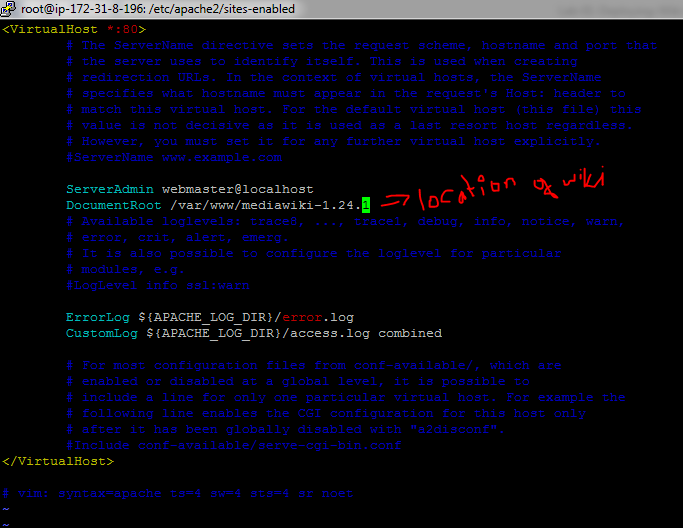 root@ip-172-31-8-196: /etc/apache2/sites-enabled
<VirtualHost *:80>
# The ServerName directive sets the request scheme, hostname and port that
# the server uses to identify itself. This is used when creating
# redirection URLs. In the context of virtual hosts, the ServerName
# specifies what hostname must appear in the request's Host: header to
# match this virtual host. For the default virtual host (this file) this
# value is not decisive as it is used as a last resort host regardless.
# However, you must set it for any further virtual host explicitly.
#ServerName www.example.com
ServerAdmin webmaster@localhost
DocumentRoot /var/www/mediawiki-1.24.1 => location of wiki
# Available loglevels: trace8, ..., trace1, debug, info, notice, warn,
# error, crit, alert, emerg.
# It is also possible to configure the loglevel for particular
# modules, e.g.
#LogLevel info ssl:warn
ErrorLog ${APACHE_LOG_DIR}/error.log
CustomLog ${APACHE_LOG_DIR}/access.log combined
# For most configuration files from conf-available/, which are
# enabled or disabled at a global level, it is possible to
# include a line for only one particular virtual host. For example the
# following line enables the CGI configuration for this host only
# after it has been globally disabled with "a2disconf".
#Include conf-available/serve-cgi-bin.conf
</VirtualHost>
# vim: syntax=apache ts=4 sw=4 sts=4 sr noet
~
~